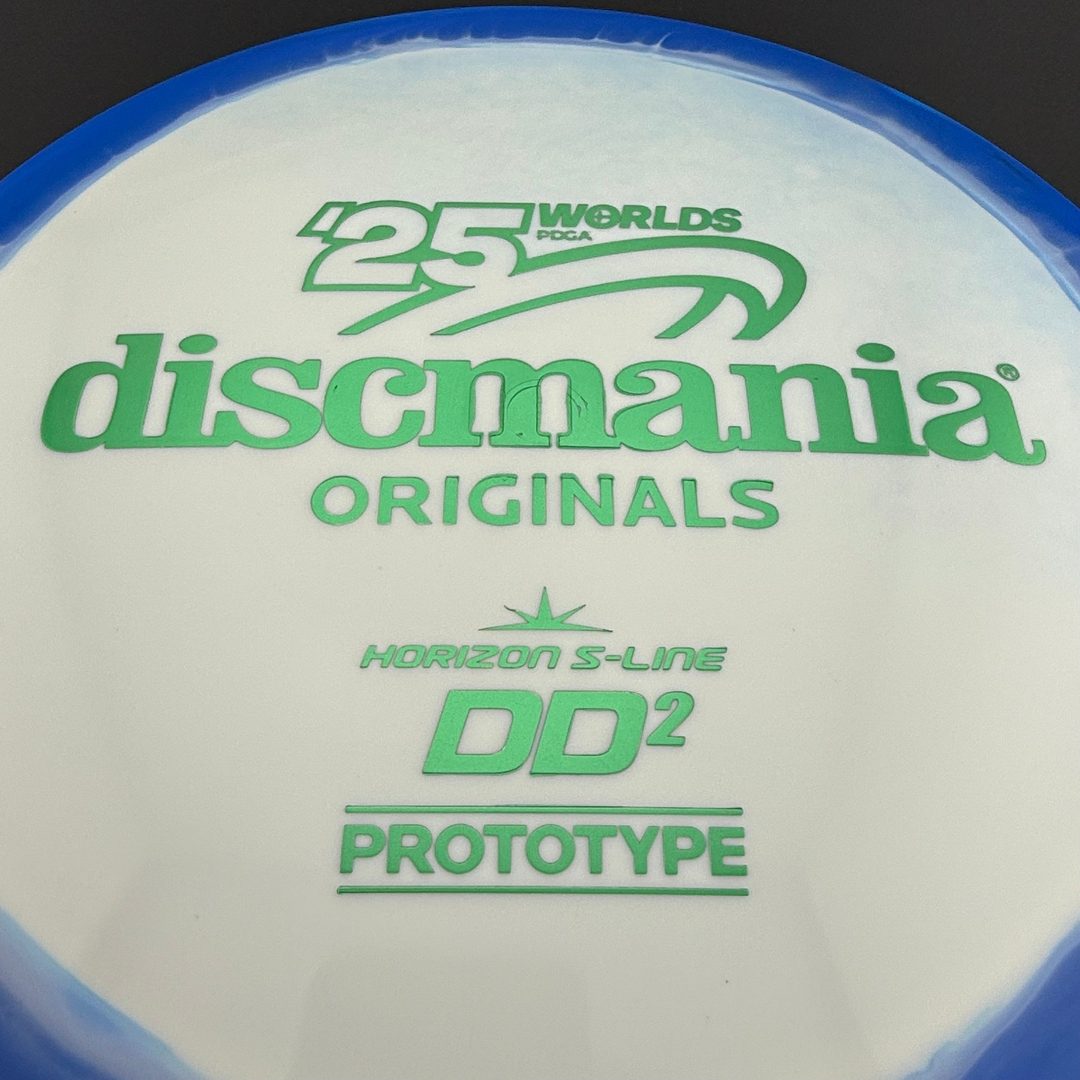 '25 WORLDS
PDGA
discmania®
ORIGINALS
HORIZON S-LINE
DD²
PROTOTYPE